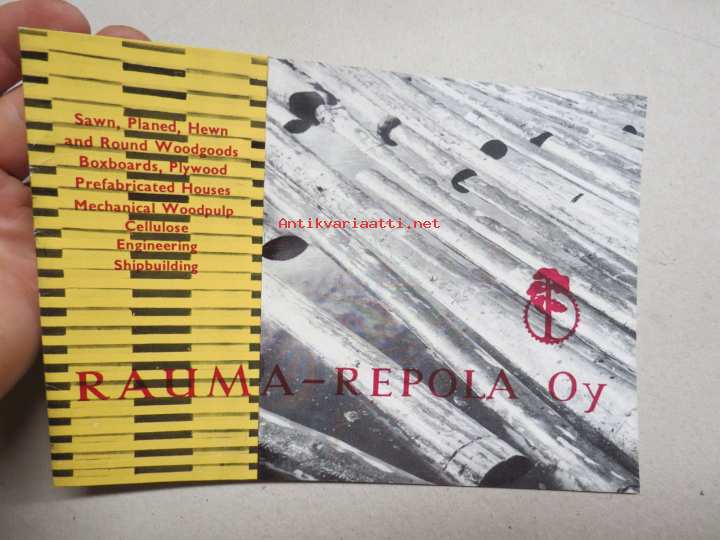 Sawn, Planed, Hewn
and Round Woodgoods
Boxboards, Plywood
Prefabricated Houses
Mechanical Woodpulp
Cellulose
Engineering
Shipbuilding
Antikvariaatti.net
RAUMA-REPOLA Oy